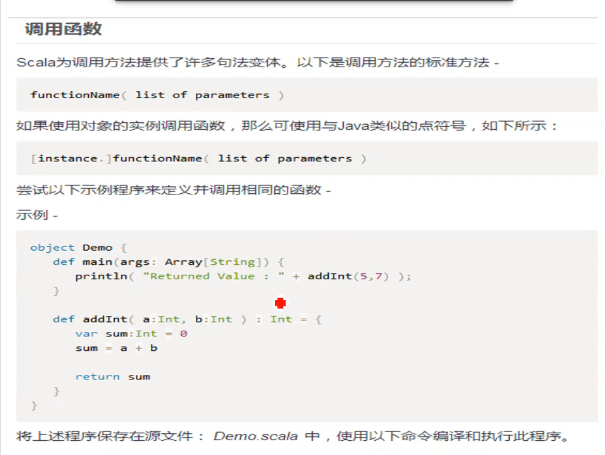 调用函数
Scala为调用方法提供了许多句法变体。以下是调用方法的标准方法 -
functionName( list of parameters )
如果使用对象的实例调用函数，那么可使用与Java类似的点符号，如下所示：
[instance.]functionName( list of parameters )
尝试以下示例程序来定义并调用相同的函数 -
示例 -
object Demo {
   def main(args: Array[String]) {
      println( "Returned Value : " + addInt(5,7) );
   }
   def addInt( a:Int, b:Int ) : Int = {
      var sum:Int = 0
      sum = a + b
      return sum
   }
}
将上述程序保存在源文件： Demo.scala 中，使用以下命令编译和执行此程序。